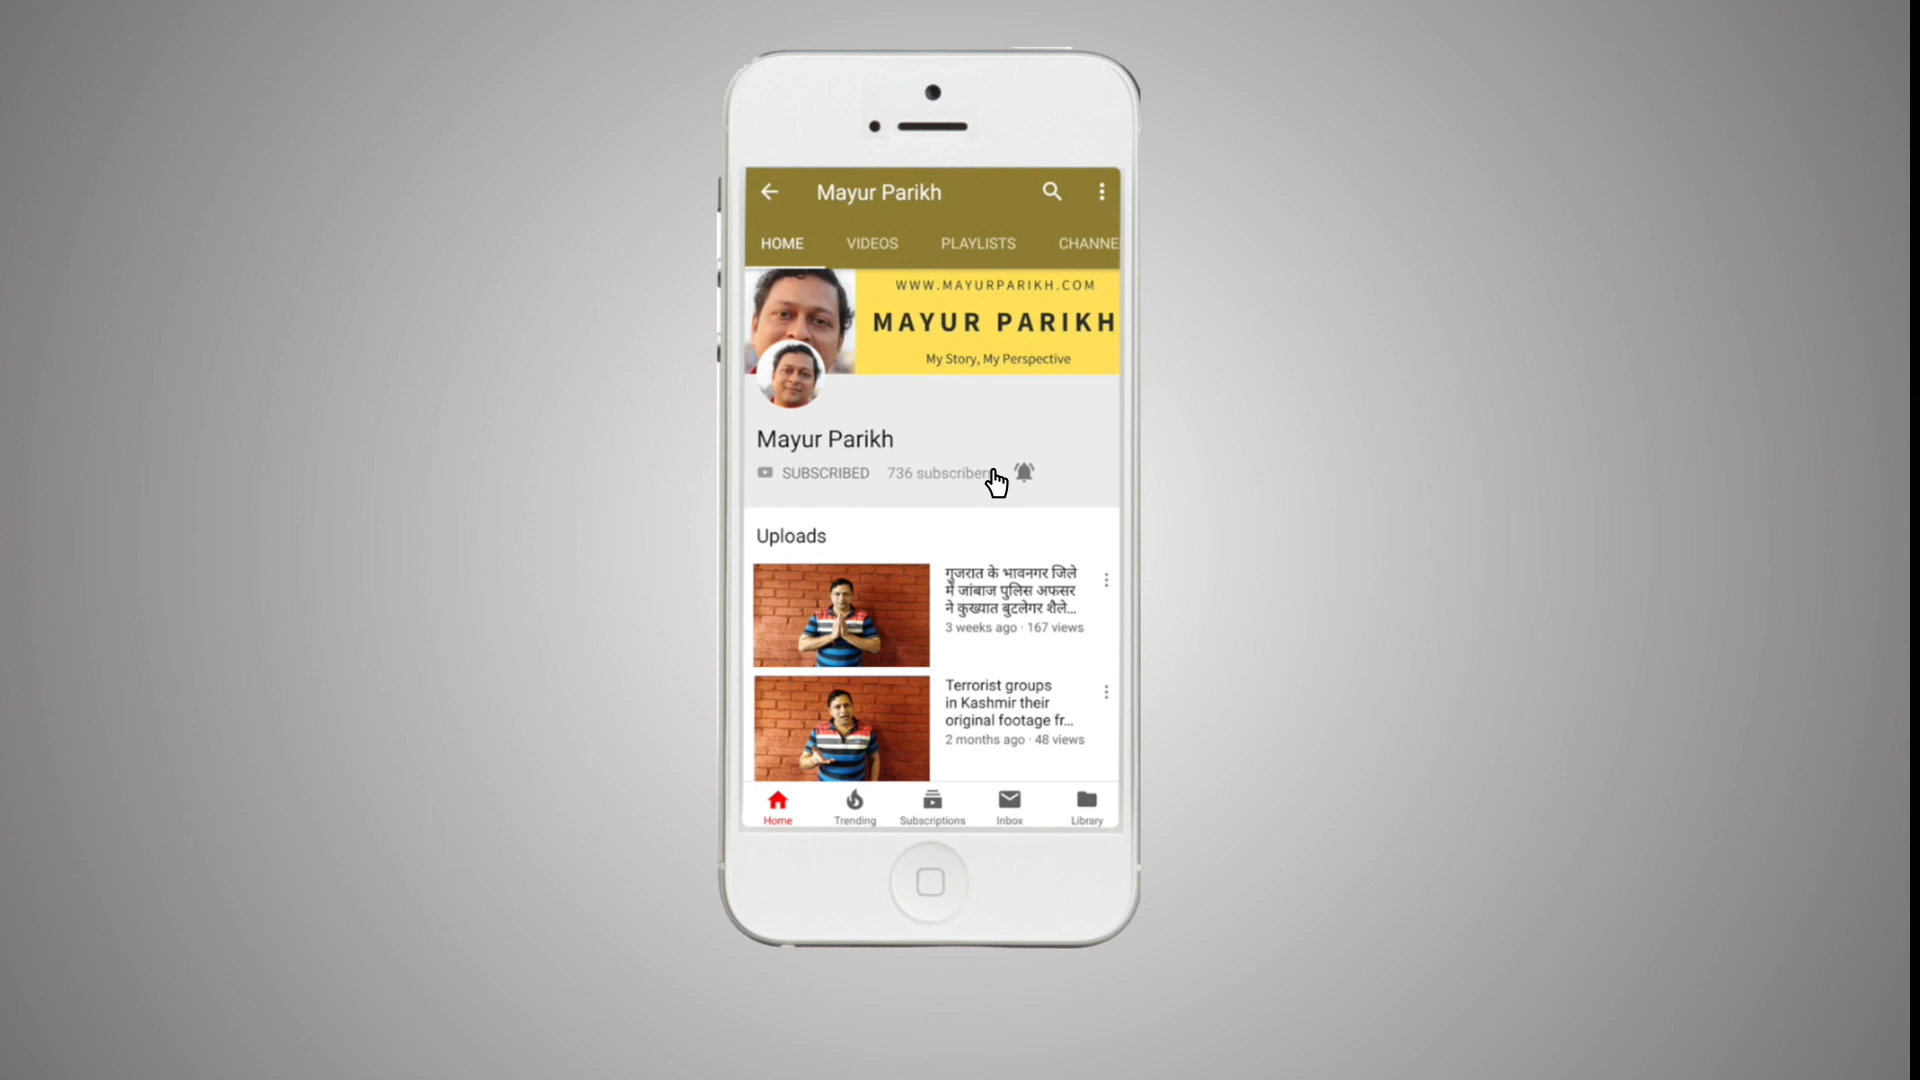 Mayur Parikh
HOME VIDEOS PLAYLISTS CHANNE
WWW.MAYURPARIKH.COM
MAYUR PARIKH
My Story, My Perspective
Mayur Parikh
SUBSCRIBED 736 subscribers
Uploads
गुजरात के भावनगर जिले
में जांबाज पुलिस अफसर
ने कुख्यात बुटलेगर शैले...
3 weeks ago · 167 views
Terrorist groups
in Kashmir their
original footage fr...
2 months ago · 48 views
Home Trending Subscriptions Inbox Library